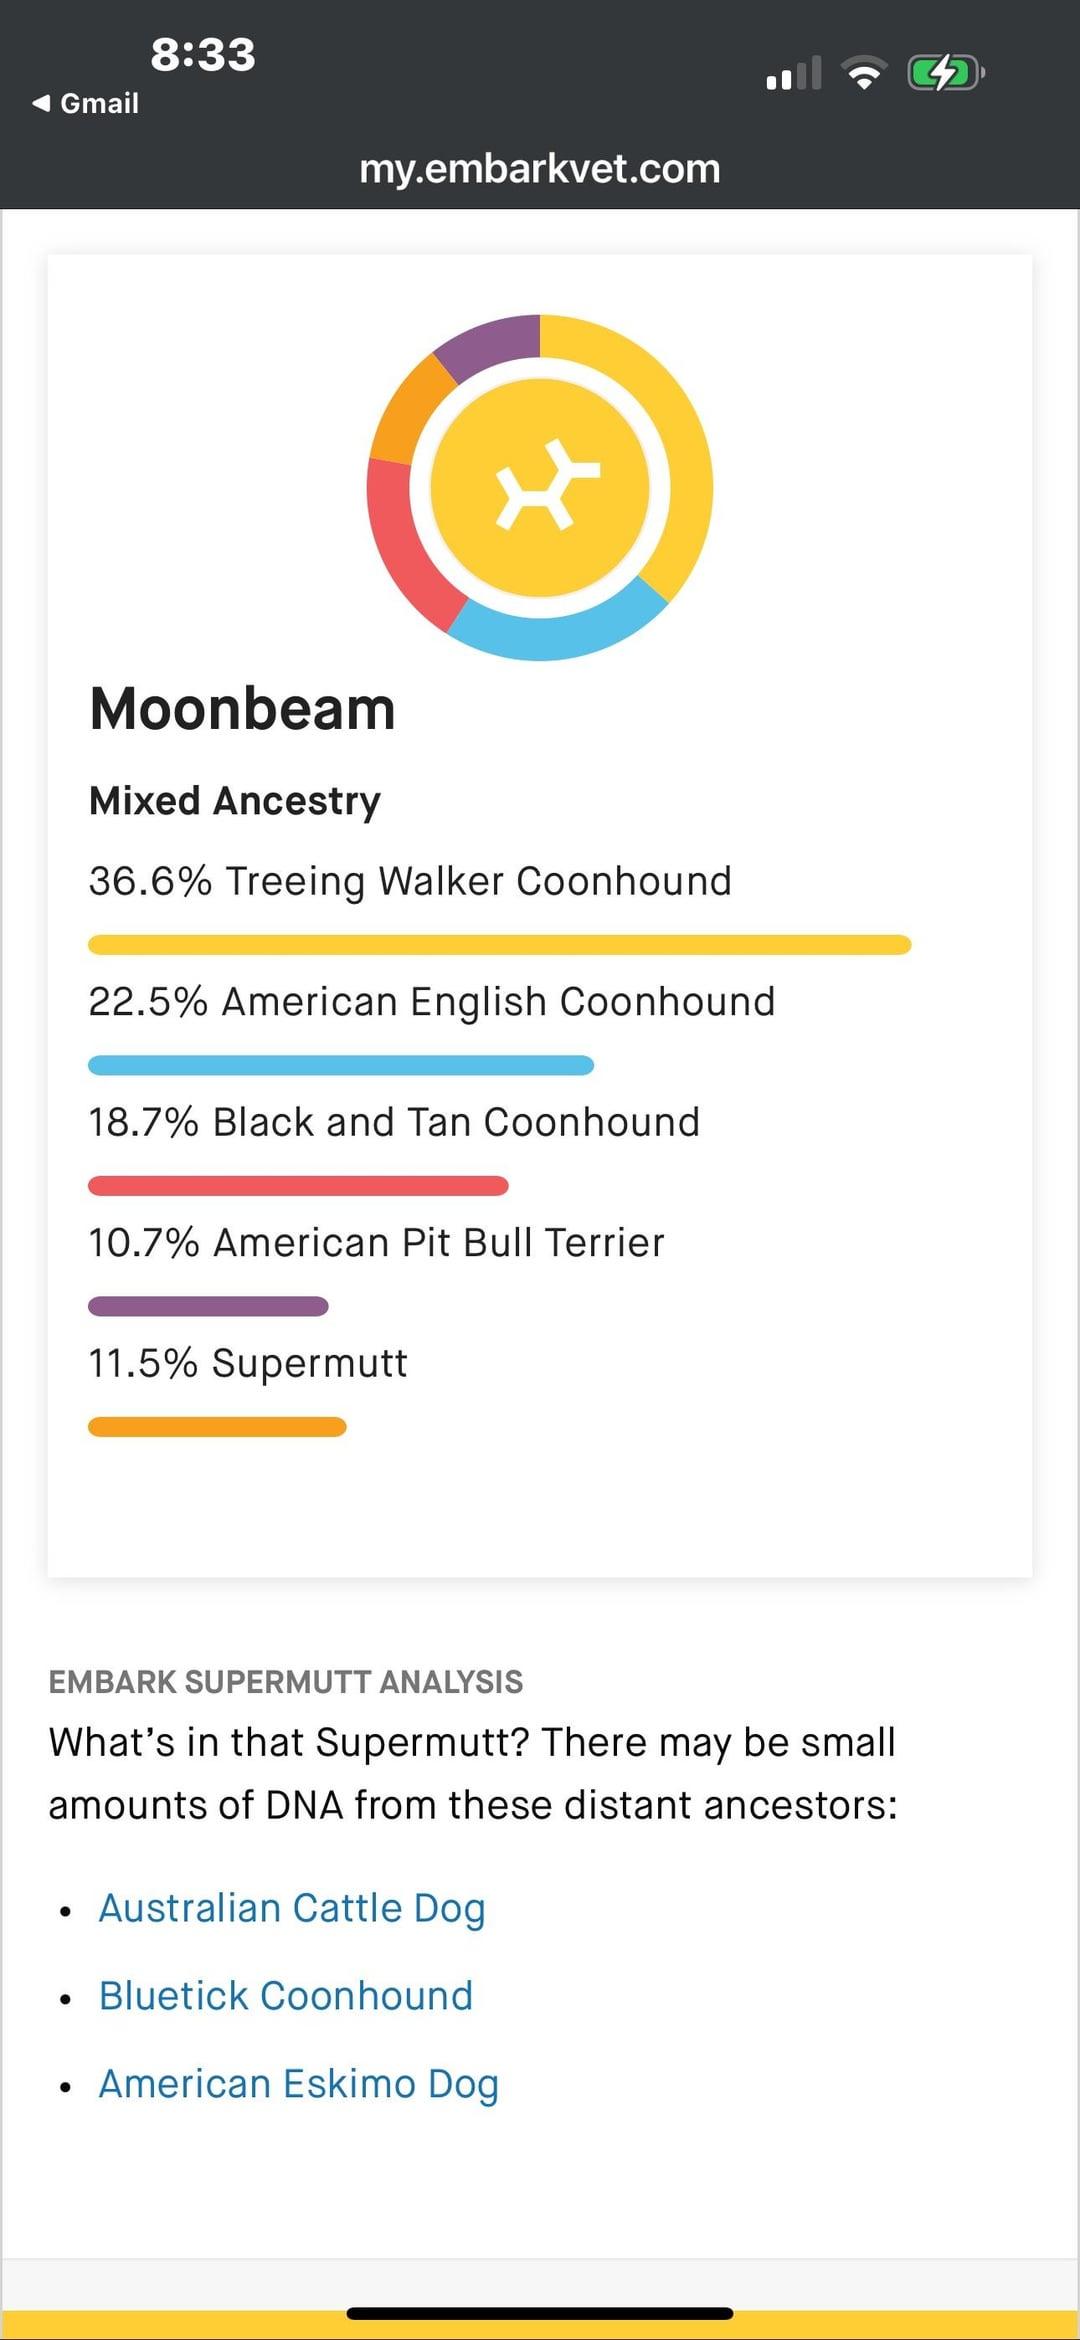 8:33
◀ Gmail
my.embarkvet.com
Moonbeam
Mixed Ancestry
36.6% Treeing Walker Coonhound
22.5% American English Coonhound
18.7% Black and Tan Coonhound
10.7% American Pit Bull Terrier
11.5% Supermutt
EMBARK SUPERMUTT ANALYSIS
What’s in that Supermutt? There may be small
amounts of DNA from these distant ancestors:
• Australian Cattle Dog
• Bluetick Coonhound
• American Eskimo Dog